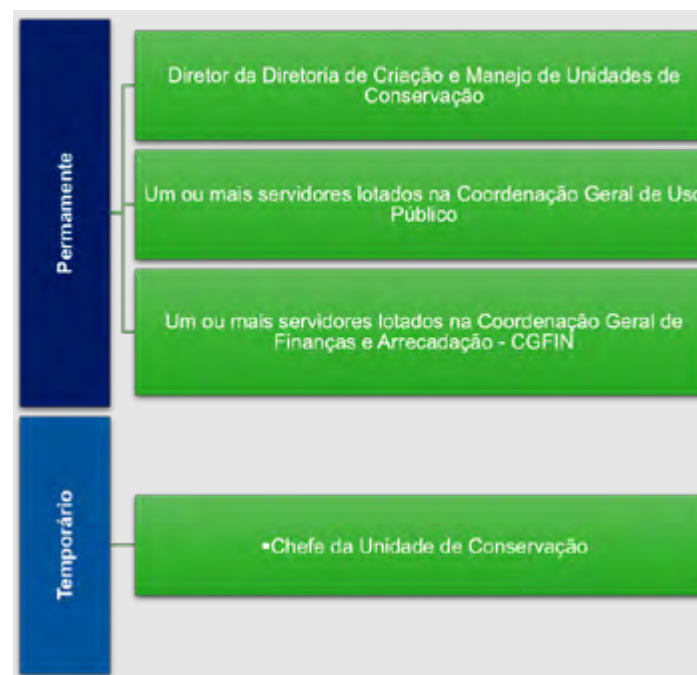 Permamente
Diretor da Diretoria de Criação e Manejo de Unidades de
Conservação
Um ou mais servidores lotados na Coordenação Geral de Uso
Público
Um ou mais servidores lotados na Coordenação Geral de
Finanças e Arrecadação - CGFIN
Temporário
▪Chefe da Unidade de Conservação